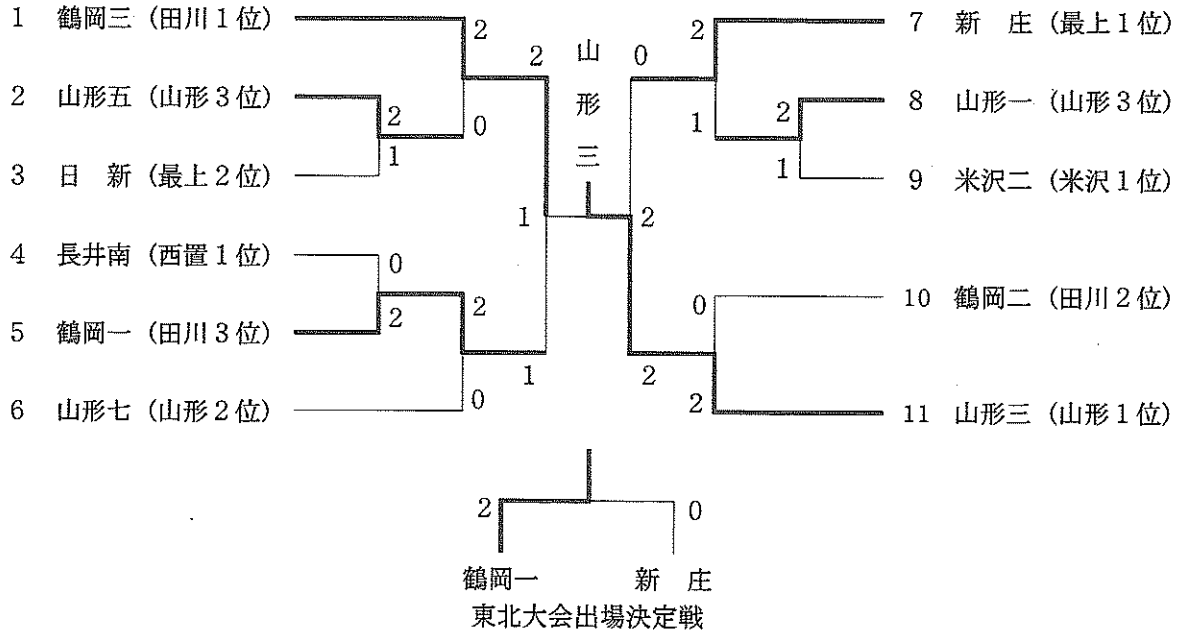 1 鶴岡三 (田川1位)
2
2 山形五 (山形3位)
2
0
1
3 日 新 (最上2位)
2
1
4 長井南 (西置1位)
0
2
5 鶴岡一 (田川3位)
2
1
6 山形七 (山形2位)
0
山形三
7 新 庄 (最上1位)
2
0
8 山形一 (山形3位)
2
1
1
9 米沢二 (米沢1位)
2
10 鶴岡二 (田川2位)
0
2
11 山形三 (山形1位)
2
2 0
鶴岡一 新 庄
東北大会出場決定戦